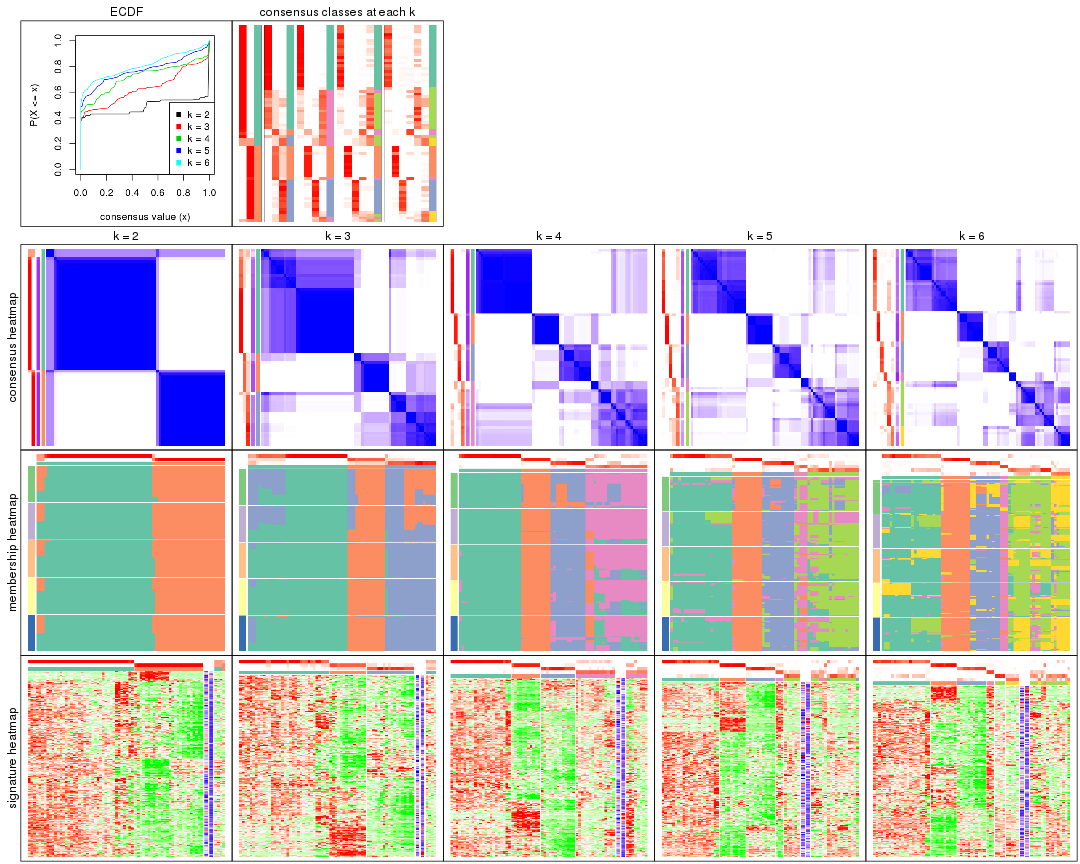 ECDF
consensus classes at each k
P(X <= x)
0.0 0.2 0.4 0.6 0.8 1.0
k = 2
k = 3
k = 4
k = 5
k = 6
0.0 0.2 0.4 0.6 0.8 1.0
consensus value (x)
k = 2
k = 3
k = 4
k = 5
k = 6
consensus heatmap
membership heatmap
signature heatmap